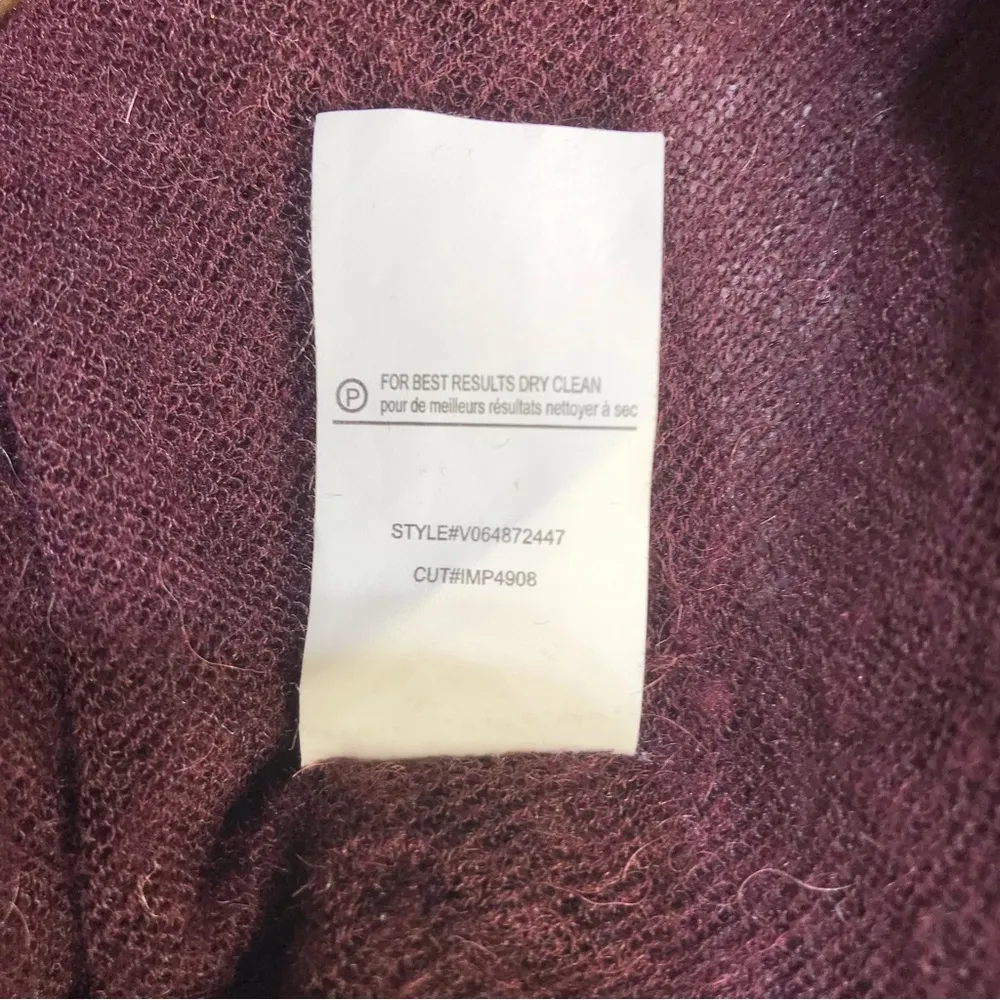 P
FOR BEST RESULTS DRY CLEAN
pour de meilleurs résultats nettoyer à sec
STYLE#V064872447
CUT#IMP4908